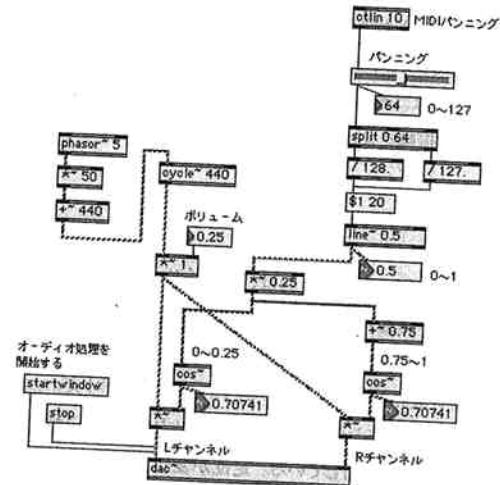 ctlin 10
MIDIパンニング
パンニング
64
0〜127
split 0 64
/ 128.
/ 127.
$1 20
line~ 0.5
0.5
0〜1
phasor~ 5
*~ 50
+~ 440
cycle~ 440
ボリューム
0.25
*~ 1.
*~ 0.25
+~ 0.75
0〜0.25
0.75〜1
cos~
cos~
0.70741
0.70741
オーディオ処理を
開始する
startwindow
stop
*~
*~
Lチャンネル
Rチャンネル
dac~